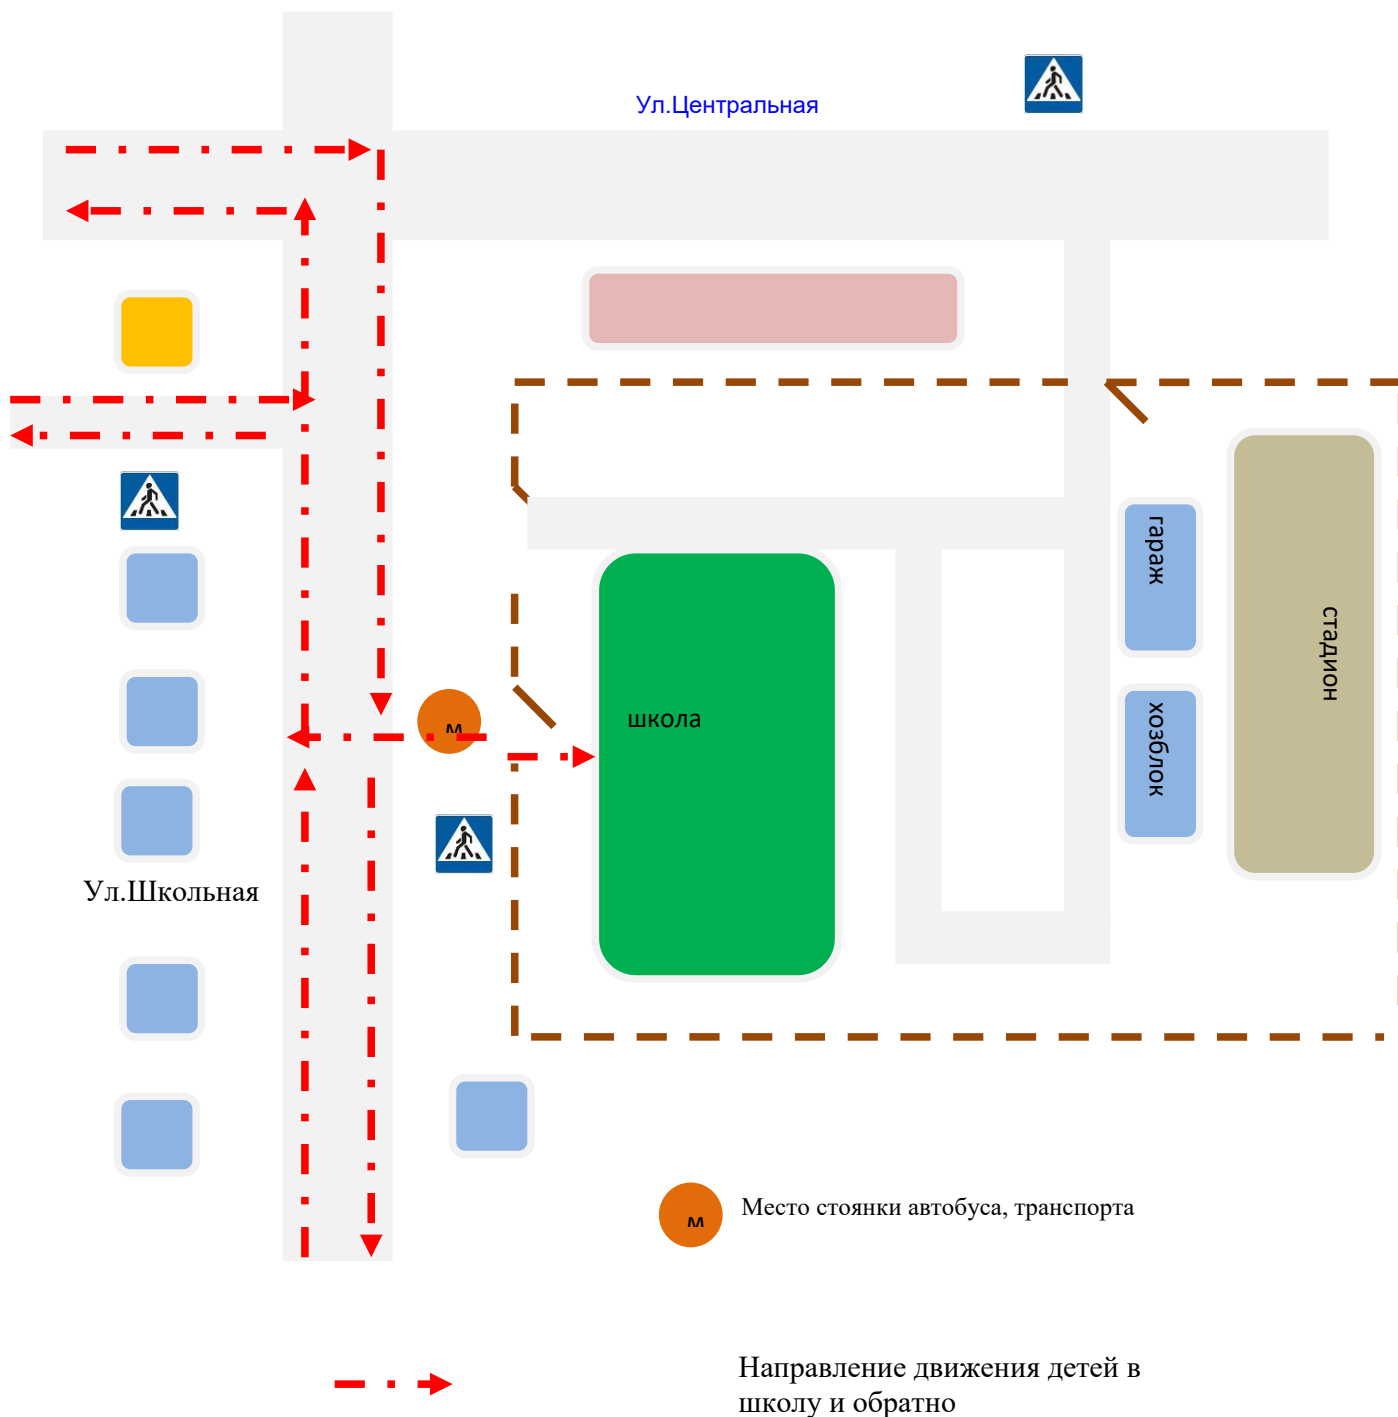 Ул.Центральная
гараж
стадион
хозблок
школа
м
Ул.Школьная
м
Место стоянки автобуса, транспорта
Направление движения детей в
школу и обратно